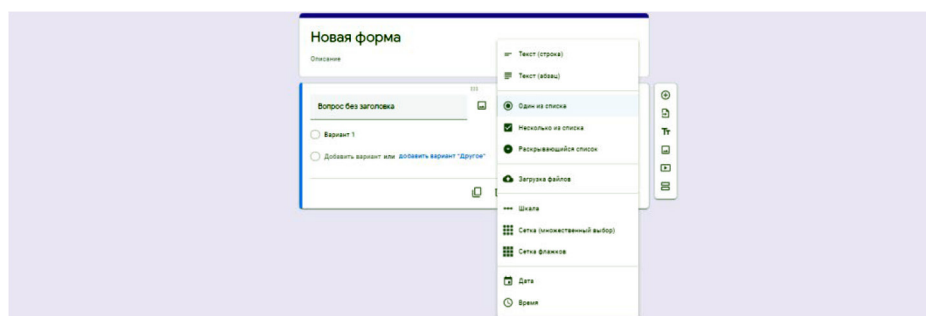 Новая форма
Описание
Вопрос без заголовка
Вариант 1
Добавить вариант или добавить вариант "Другое"
Текст (строка)
Текст (абзац)
Один из списка
Несколько из списка
Раскрывающийся список
Загрузка файлов
Шкала
Сетка (множественный выбор)
Сетка флажков
Дата
Время
Тт